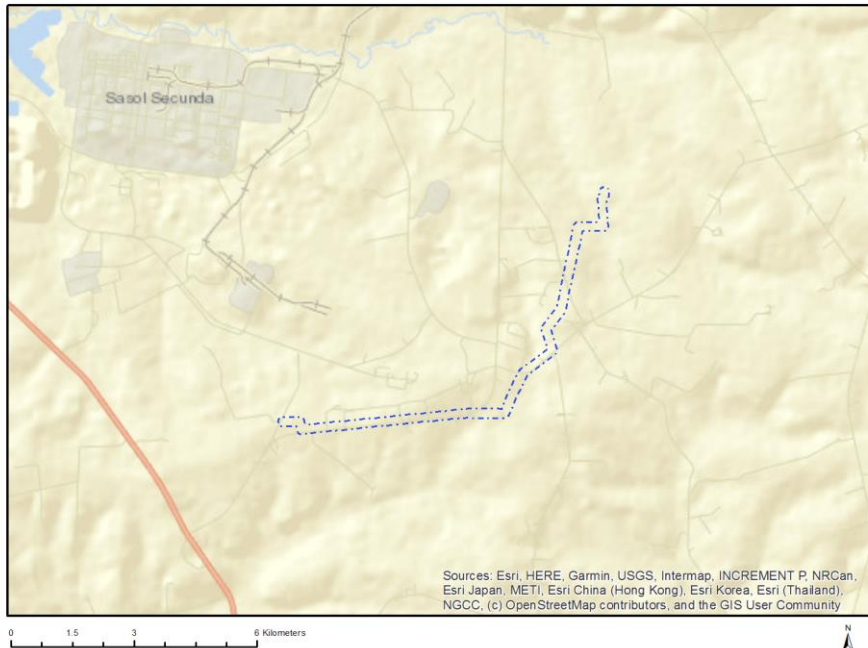 Sasol Secunda
Sources: Esri, HERE, Garmin, USGS, Intermap, INCREMENT P, NRCan,
Esri Japan, METI, Esri China (Hong Kong), Esri Korea, Esri (Thailand),
NGCC, (c) OpenStreetMap contributors, and the GIS User Community
0 1.5 3 6 Kilometers
N